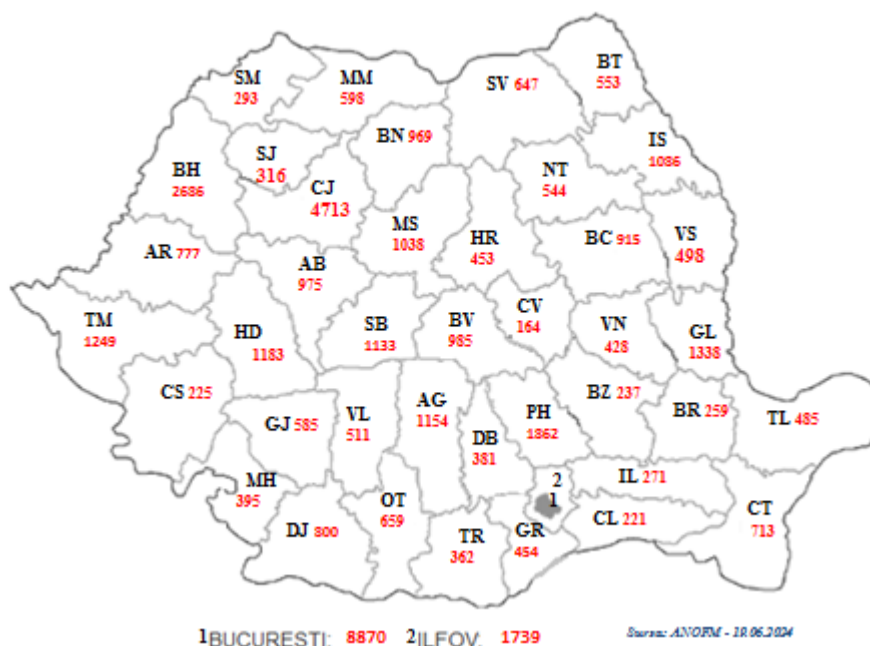 SM
293
MM
598
SV 647
BT
553
BN 969
IS
1086
SJ
316
BH
2686
CJ
4713
NT
544
MS
1038
HR
453
BC 915
VS
498
AR 777
AB
975
TM
1249
HD
1183
SB
1133
BV
985
CV
164
VN
428
GL
1338
CS 225
GJ 585
VL
511
AG
1154
DB
381
PH
1862
BZ 237
BR 259
TL 485
MH
395
DJ 800
OT
659
TR
362
GR
454
2
1
IL 271
CL 221
CT
713
1BUCURESTI: 8870 2ILFOV: 1739
Sursa: ANOFM - 19.06.2024